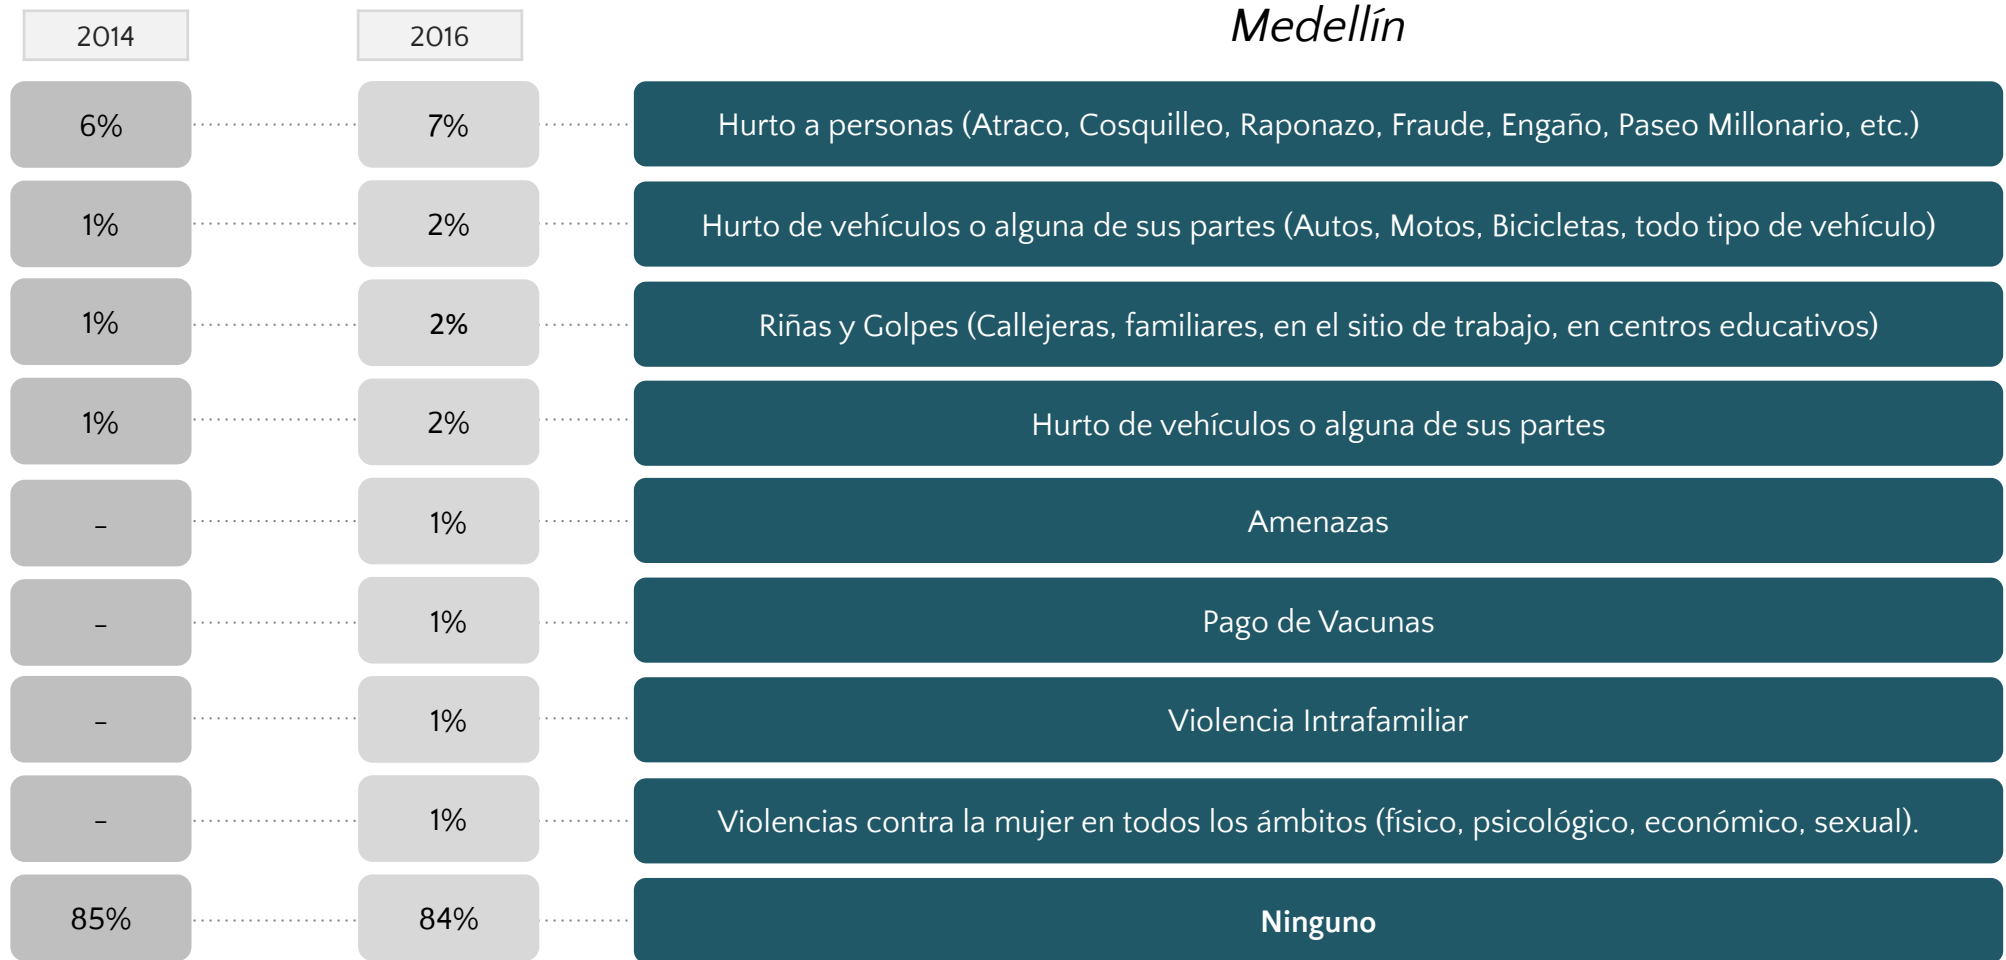 Medellín
2014 2016
6% 7% Hurto a personas (Atraco, Cosquilleo, Raponazo, Fraude, Engaño, Paseo Millonario, etc.)
1% 2% Hurto de vehículos o alguna de sus partes (Autos, Motos, Bicicletas, todo tipo de vehículo)
1% 2% Riñas y Golpes (Callejeras, familiares, en el sitio de trabajo, en centros educativos)
1% 2% Hurto de vehículos o alguna de sus partes
- 1% Amenazas
- 1% Pago de Vacunas
- 1% Violencia Intrafamiliar
- 1% Violencias contra la mujer en todos los ámbitos (físico, psicológico, económico, sexual).
85% 84% Ninguno